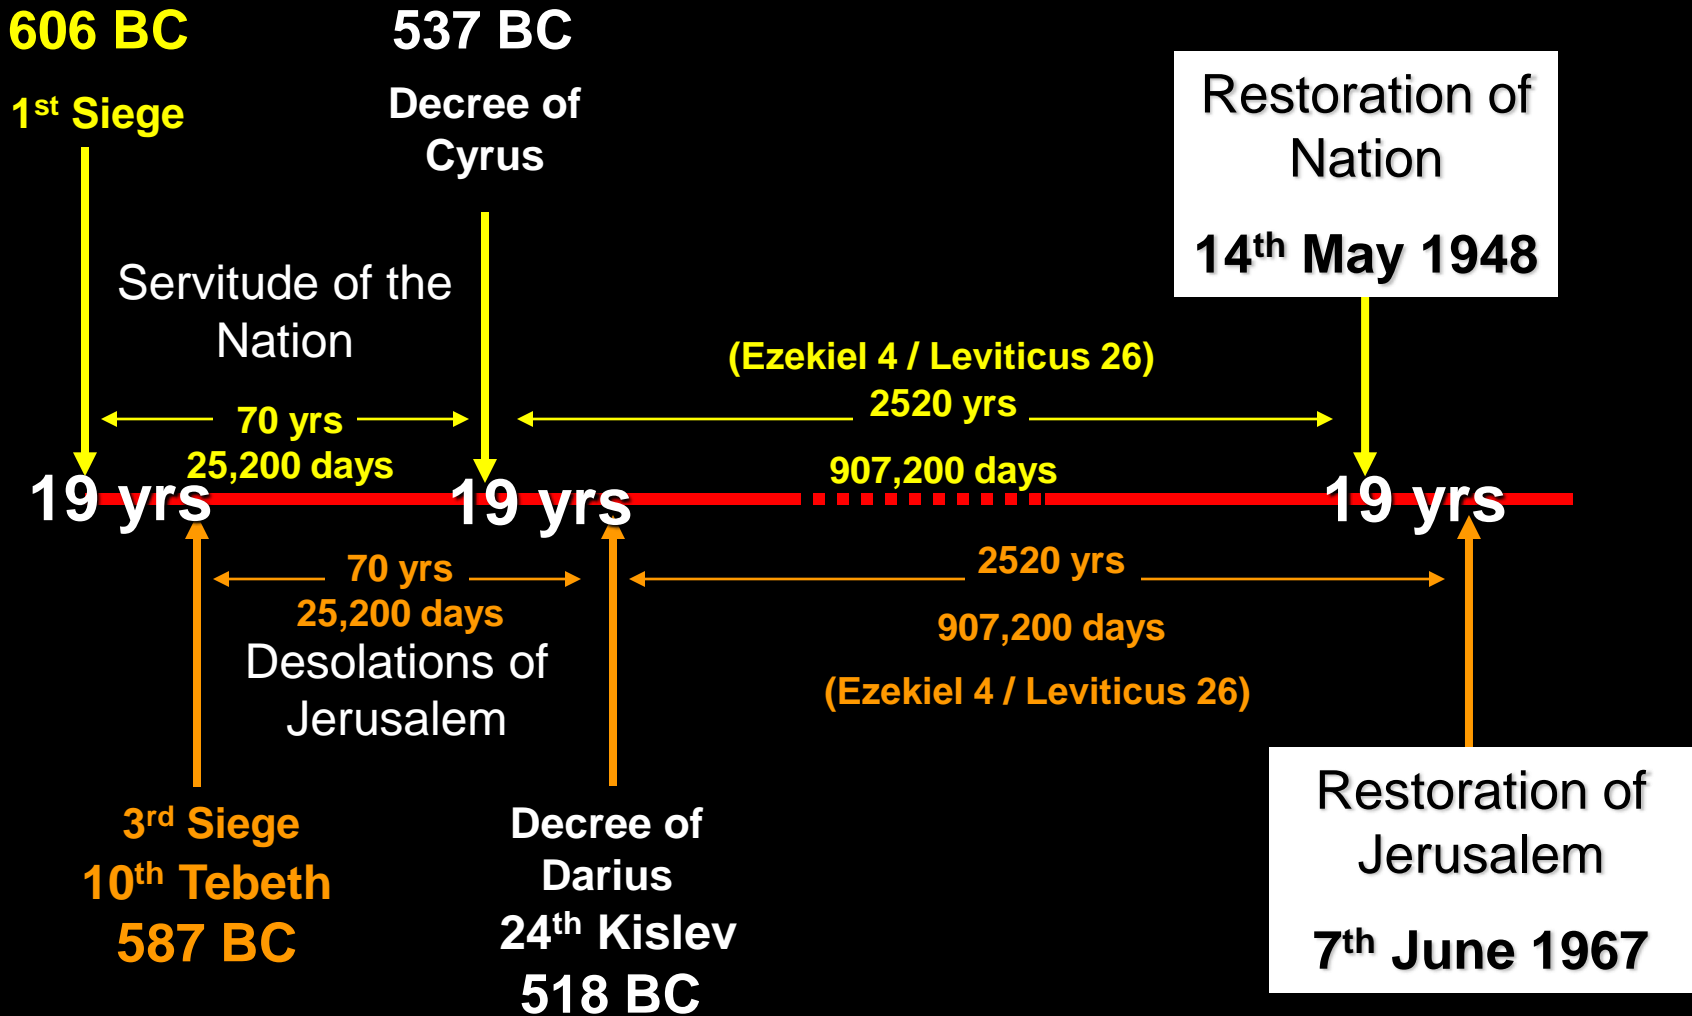 606 BC
1st Siege
537 BC
Decree of
Cyrus
Restoration of
Nation
14th May 1948
Servitude of the
Nation
70 yrs
25,200 days
(Ezekiel 4 / Leviticus 26)
2520 yrs
907,200 days
19 yrs
19 yrs
19 yrs
70 yrs
25,200 days
Desolations of
Jerusalem
2520 yrs
907,200 days
(Ezekiel 4 / Leviticus 26)
3rd Siege
10th Tebeth
587 BC
Decree of
Darius
24th Kislev
518 BC
Restoration of
Jerusalem
7th June 1967